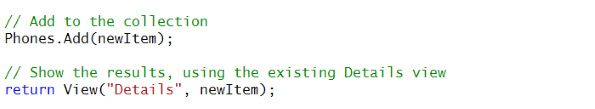 // Add to the collection
Phones.Add(newItem);
// Show the results, using the existing Details view
return View("Details", newItem);